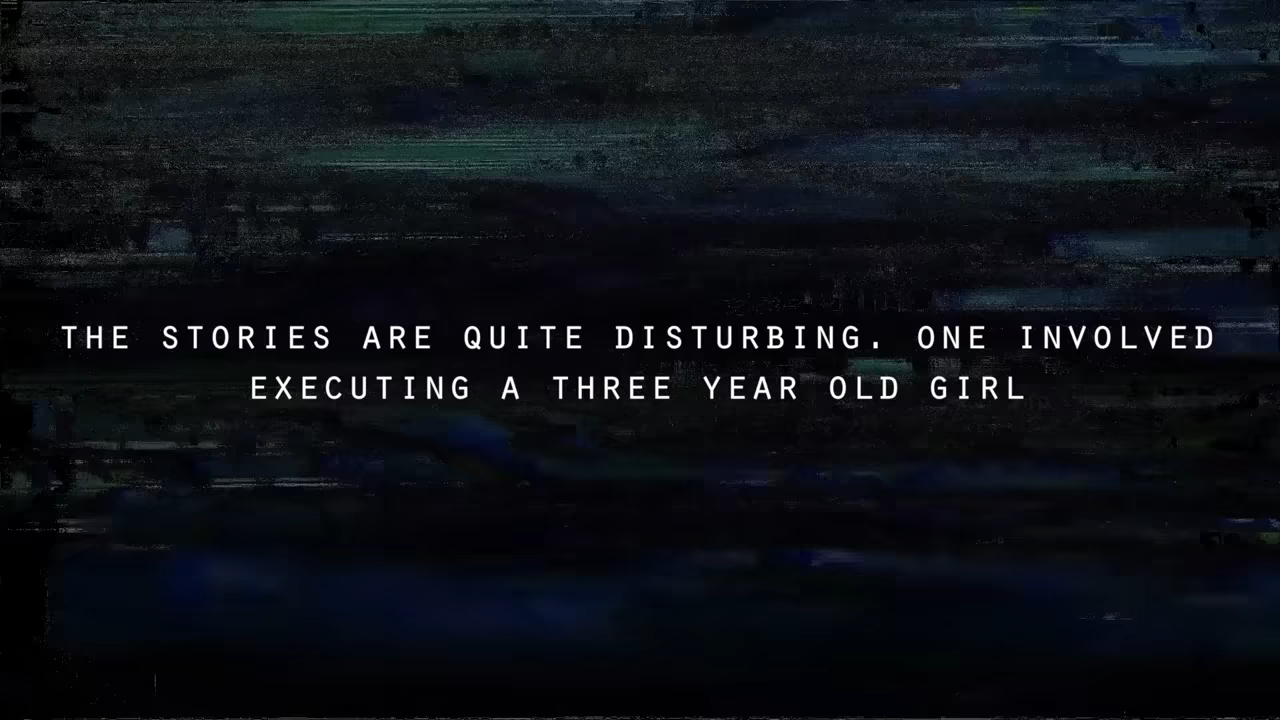 THE STORIES ARE QUITE DISTURBING. ONE INVOLVED
EXECUTING A THREE YEAR OLD GIRL